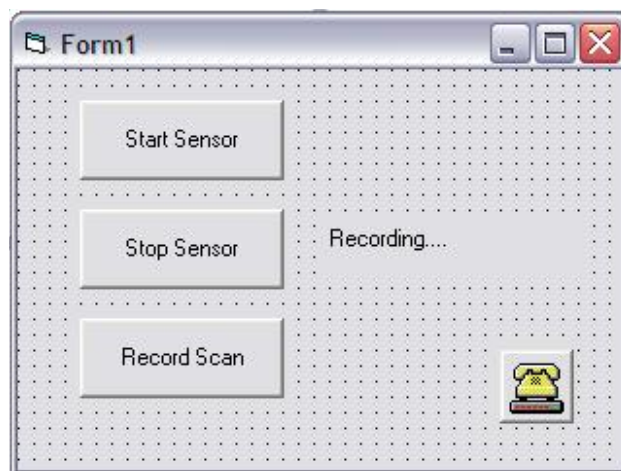 Form1
Start Sensor
Stop Sensor
Recording....
Record Scan